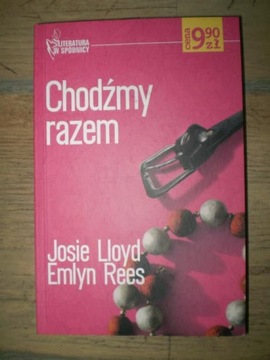 LITERATURA
W SPÓDNICY
cena 9,90 zł
Chodźmy
razem
Josie Lloyd
Emlyn Rees